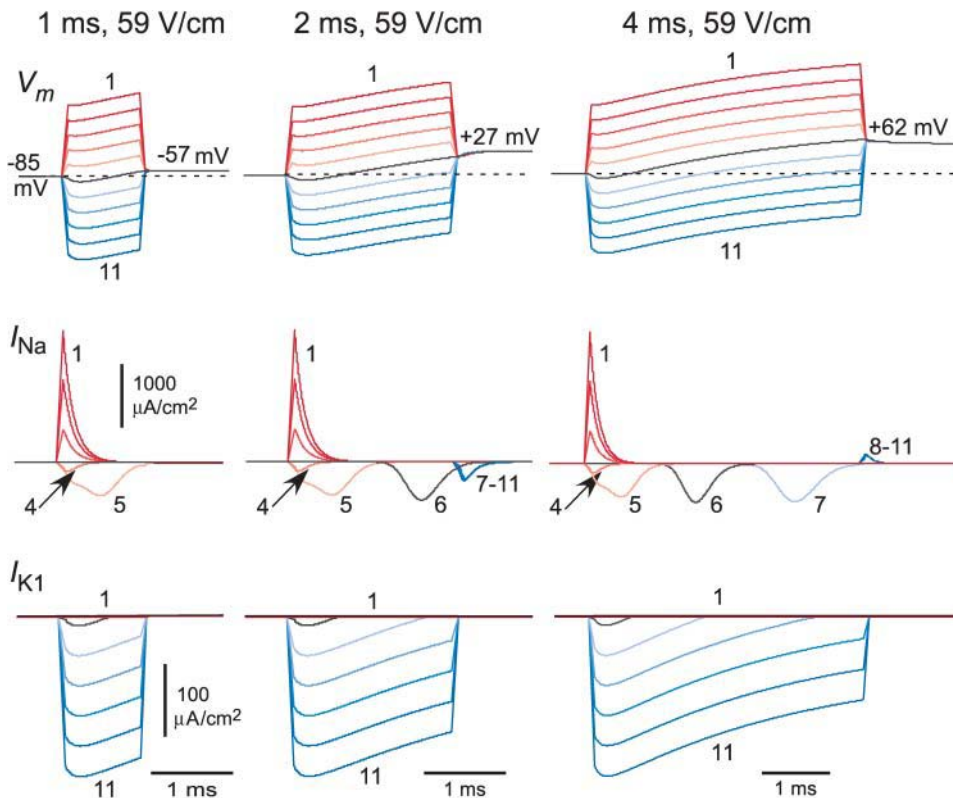 1 ms, 59 V/cm
2 ms, 59 V/cm
4 ms, 59 V/cm
Vm
1
-85
mV
-57 mV
11
1
+27 mV
1
+62 mV
11
INa
1
1000
µA/cm2
4
5
1
4
5
6
7-11
1
4
5
6
7
8-11
IK1
1
100
µA/cm2
11
1 ms
1
11
1 ms
1
11
1 ms